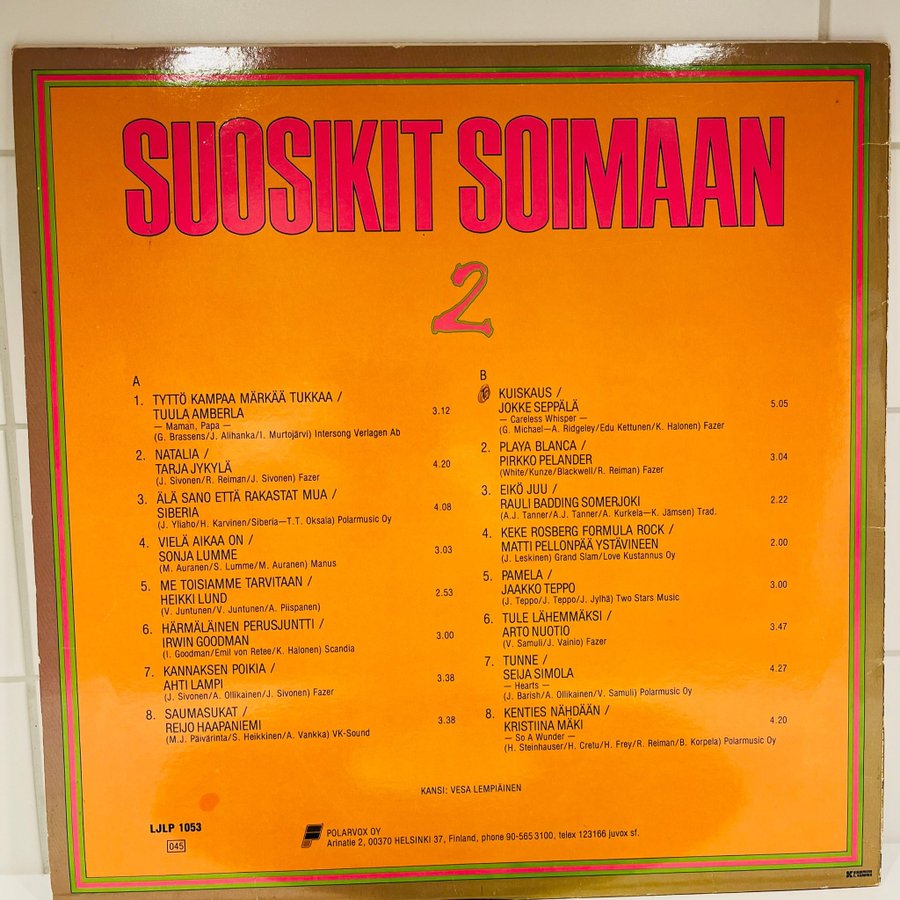 SUOSIKIT SOIMAAN
2
A
1. TYTTÖ KAMPAA MÄRKÄÄ TUKKAA /
TUULA AMBERLA 3.12
— Maman, Papa —
(G. Brassens/J. Alihanka/I. Murtojärvi) Intersong Verlagen Ab
2. NATALIA /
TARJA JYKYLÄ 4.20
(J. Sivonen/R. Reiman/J. Sivonen) Fazer
3. ÄLÄ SANO ETTÄ RAKASTAT MUA /
SIBERIA 4.08
(J. Yliaho/H. Karvinen/Siberia—T.T. Oksala) Polarmusic Oy
4. VIELÄ AIKAA ON /
SONJA LUMME 3.03
(M. Auranen/S. Lumme/M. Auranen) Manus
5. ME TOISIAMME TARVITAAN /
HEIKKI LUND 2.53
(V. Juntunen/V. Juntunen/A. Piispanen)
6. HÄRMÄLÄINEN PERUSJUNTTI /
IRWIN GOODMAN 3.00
(I. Goodman/Emil von Retee/K. Halonen) Scandia
7. KANNAKSEN POIKIA /
AHTI LAMPI 3.38
(J. Sivonen/A. Ollikainen/J. Sivonen) Fazer
8. SAUMASUKAT /
REIJO HAAPANIEMI 3.38
(M.J. Päivärinta/S. Heikkinen/A. Vankka) VK-Sound
B
KUISKAUS /
JOKKE SEPPÄLÄ 5.05
— Careless Whisper —
(G. Michael—A. Ridgeley/Edu Kettunen/K. Halonen) Fazer
2. PLAYA BLANCA /
PIRKKO PELANDER 3.04
(White/Kunze/Blackwell/R. Reiman) Fazer
3. EIKÖ JUU /
RAULI BADDING SOMERJOKI 2.22
(A.J. Tanner/A.J. Tanner/A. Kurkela—K. Jämsen) Trad.
4. KEKE ROSBERG FORMULA ROCK /
MATTI PELLONPÄÄ YSTÄVINEEN 2.00
(J. Leskinen) Grand Slam/Love Kustannus Oy
5. PAMELA /
JAAKKO TEPPO 3.00
(J. Teppo/J. Teppo/J. Jylhä) Two Stars Music
6. TULE LÄHEMMÄKSI /
ARTO NUOTIO 3.47
(V. Samuli/J. Vainio) Fazer
7. TUNNE /
SEIJA SIMOLA 4.27
— Hearts —
(J. Barish/A. Ollikainen/V. Samuli) Polarmusic Oy
8. KENTIES NÄHDÄÄN /
KRISTIINA MÄKI 4.20
— So A Wunder —
(H. Steinhauser/H. Cretu/H. Frey/R. Reiman/B. Korpela) Polarmusic Oy
KANSI: VESA LEMPIÄINEN
LJLP 1053
045
POLARVOX OY
Arinatie 2, 00370 HELSINKI 37, Finland, phone 90-565 3100, telex 123166 juvox sf.